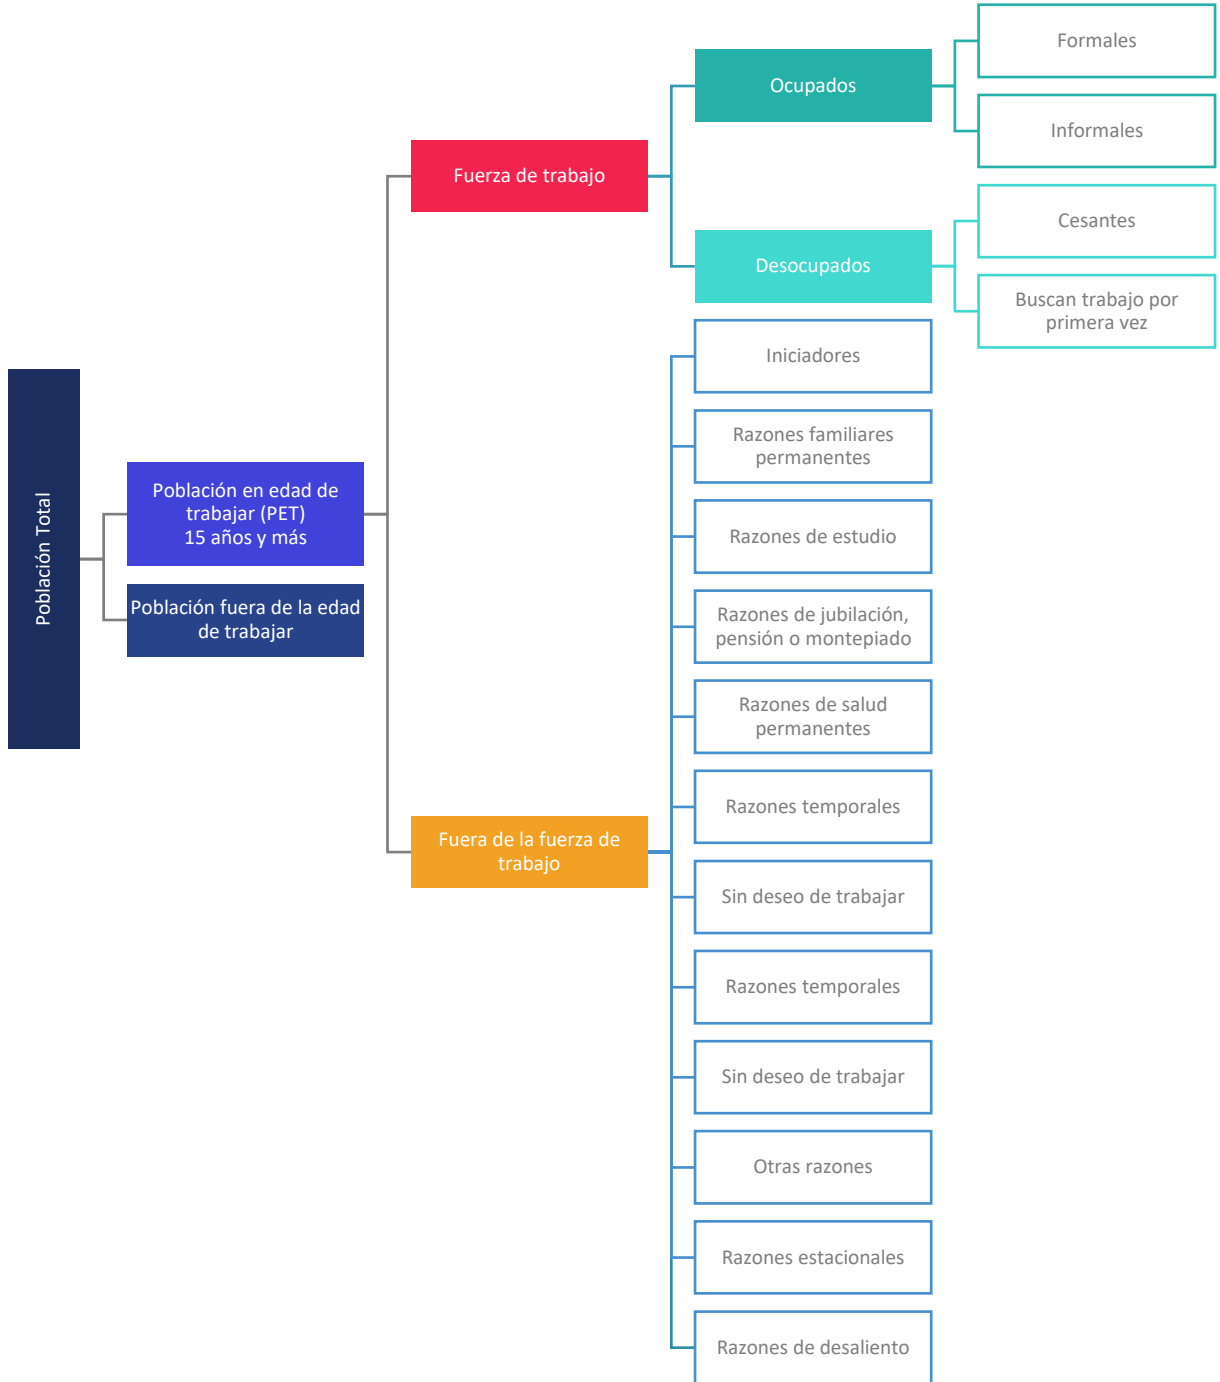 Población Total
Población en edad de
trabajar (PET)
15 años y más
Población fuera de la edad
de trabajar
Fuerza de trabajo
Ocupados
Formales
Informales
Desocupados
Cesantes
Buscan trabajo por
primera vez
Fuera de la fuerza de
trabajo
Iniciadores
Razones familiares
permanentes
Razones de estudio
Razones de jubilación,
pensión o montepiado
Razones de salud
permanentes
Razones temporales
Sin deseo de trabajar
Razones temporales
Sin deseo de trabajar
Otras razones
Razones estacionales
Razones de desaliento